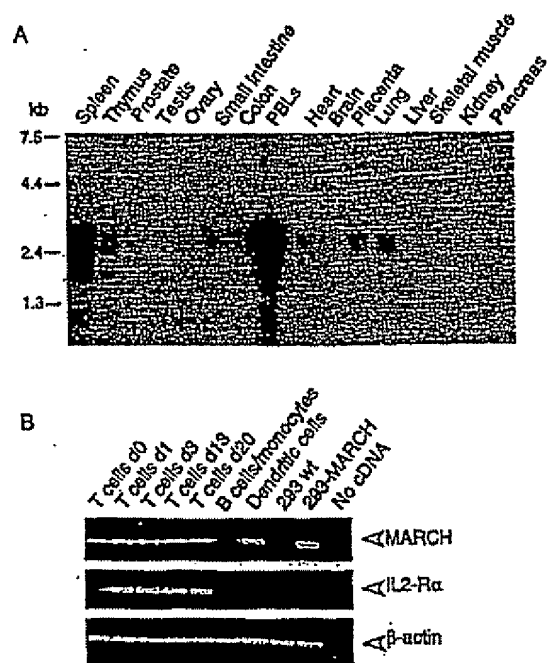 A
Spleen
Thymus
Prostate
Testis
Ovary
Small intestine
Colon
PBLs
Heart
Brain
Placenta
Lung
Liver
Skeletal muscle
Kidney
Pancreas
kb
7.5
4.4
2.4
1.3
B
T cells d0
T cells d1
T cells d3
T cells d13
T cells d20
B cells/monocytes
Dendritic cells
293 wt
293-MARCH
No cDNA
MARCH
IL2-Rα
β-actin